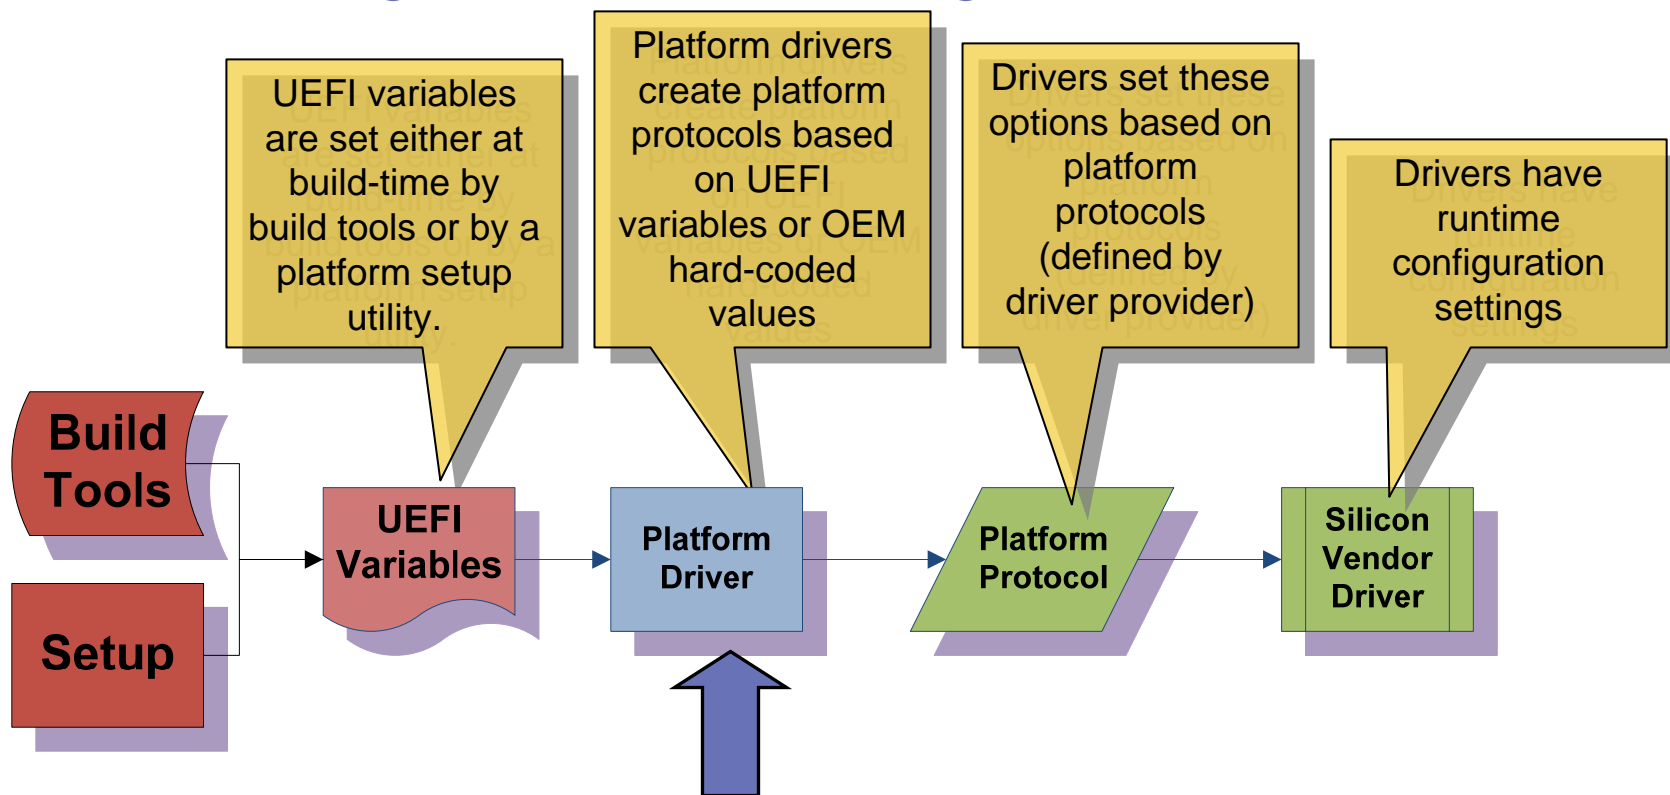 UEFI variables
are set either at
build-time by
build tools or by a
platform setup
utility.
Platform drivers
create platform
protocols based
on UEFI
variables or OEM
hard-coded
values
Drivers set these
options based on
platform
protocols
(defined by
driver provider)
Drivers have
runtime
configuration
settings
Build
Tools
Setup
UEFI
Variables
Platform
Driver
Platform
Protocol
Silicon
Vendor
Driver